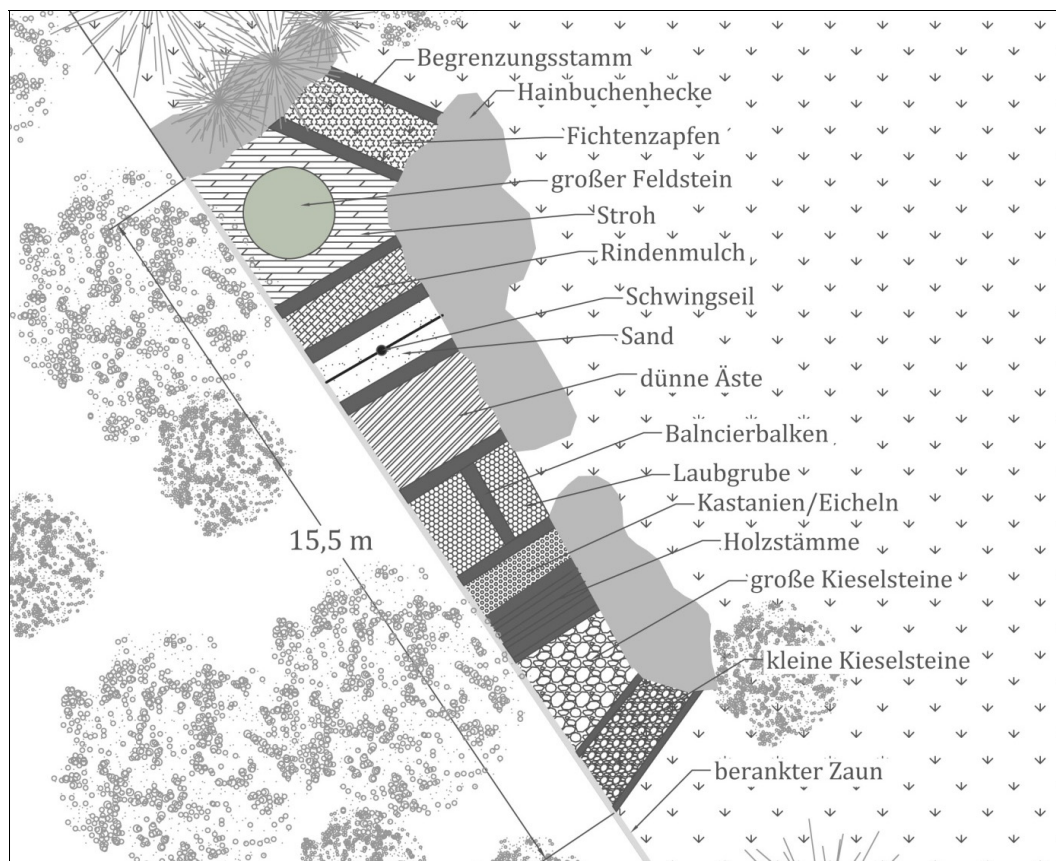 Begrenzungsstamm
Hainbuchenhecke
Fichtenzapfen
großer Feldstein
Stroh
Rindenmulch
Schwingseil
Sand
dünne Äste
Balncierbalken
Laubgrube
Kastanien/Eicheln
Holzstämme
große Kieselsteine
kleine Kieselsteine
berankter Zaun
15,5 m